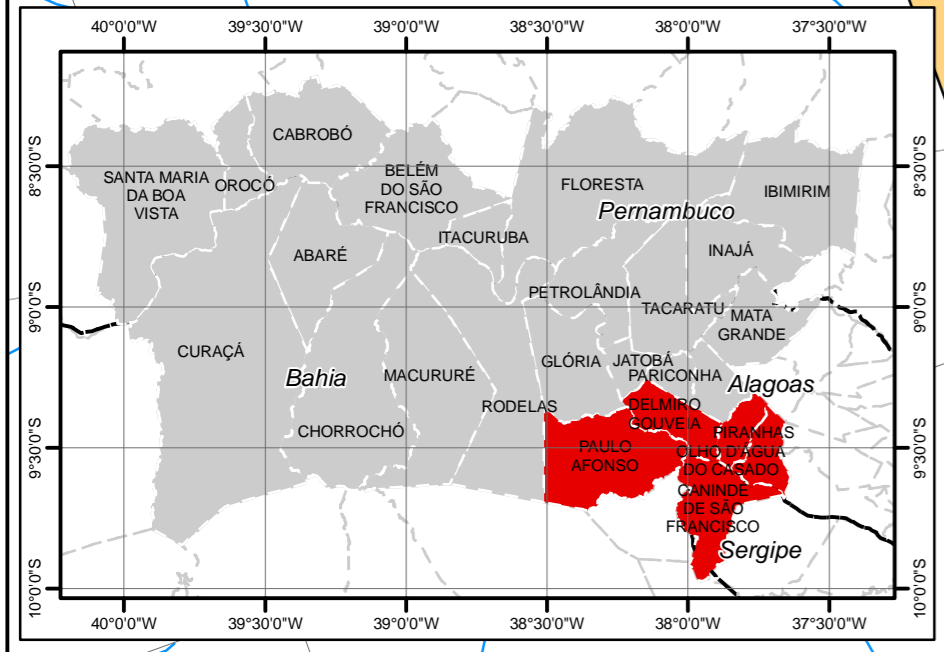 40°0'0"W 39°30'0"W 39°0'0"W 38°30'0"W 38°0'0"W 37°30'0"W
8°30'0"S 8°30'0"S
9°0'0"S 9°0'0"S
9°30'0"S 9°30'0"S
10°0'0"S 10°0'0"S
CABROBÓ
SANTA MARIA
DA BOA
VISTA
OROCÓ
BELÉM
DO SÃO
FRANCISCO
FLORESTA
IBIMIRIM
Pernambuco
ITACURUBA
INAJÁ
ABARÉ
PETROLÂNDIA
TACARATU
MATA
GRANDE
CURAÇÁ
GLÓRIA
JATOBÁ
PARICONHA
Bahia
MACURURÉ
Alagoas
RODELAS
DELMIRO
GOUVEIA
CHORROCHÓ
PIRANHAS
PAULO
AFONSO
OLHO D'ÁGUA
DO CASADO
CANINDÉ
DE SÃO
FRANCISCO
Sergipe
40°0'0"W 39°30'0"W 39°0'0"W 38°30'0"W 38°0'0"W 37°30'0"W